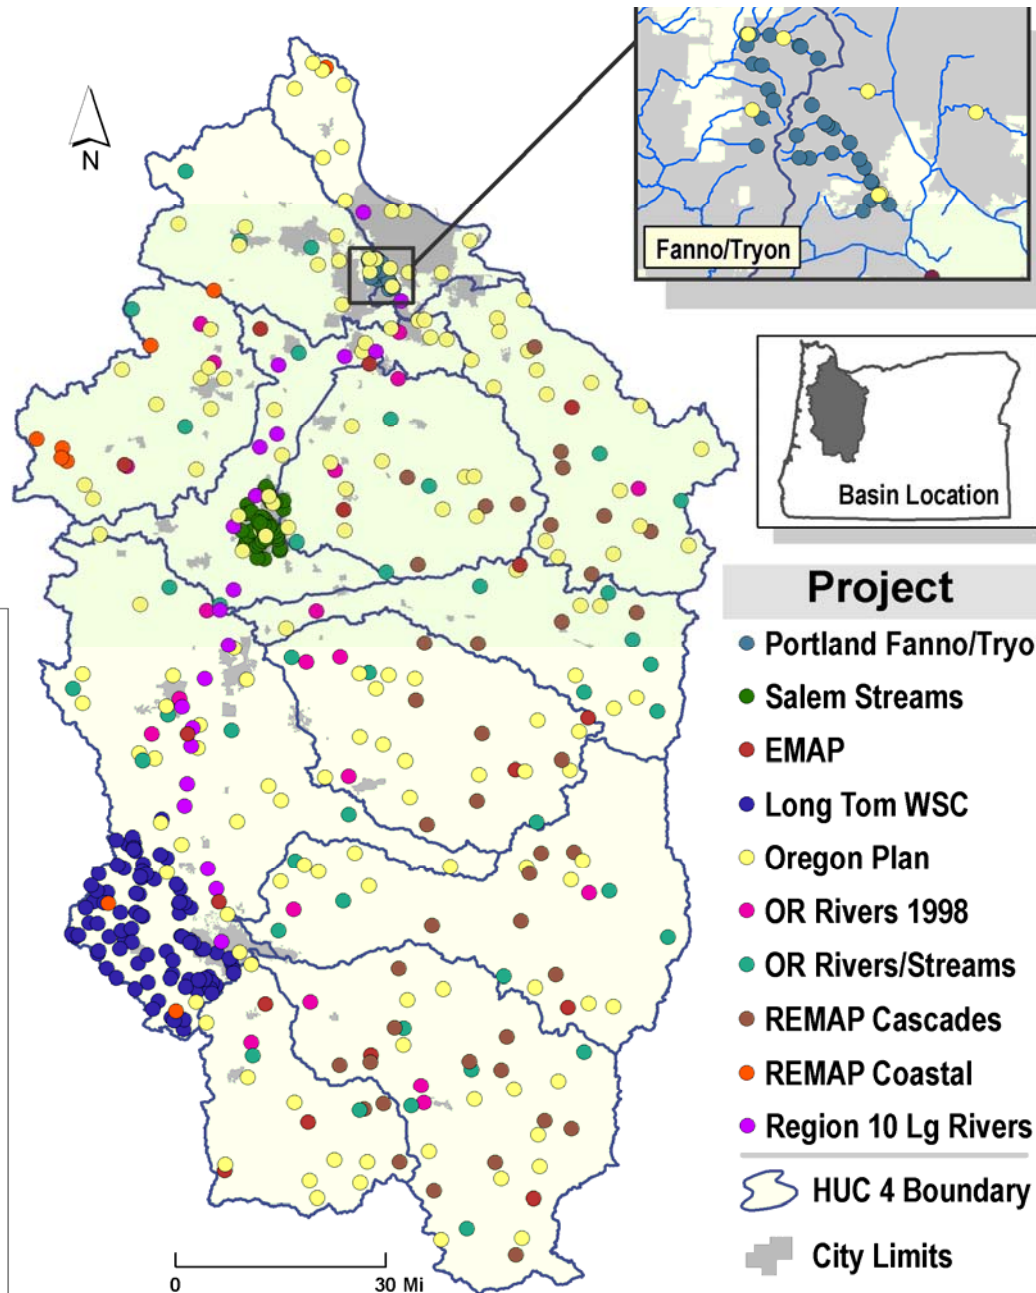 N
Fanno/Tryon
Basin Location
Project
Portland Fanno/Tryo
Salem Streams
EMAP
Long Tom WSC
Oregon Plan
OR Rivers 1998
OR Rivers/Streams
REMAP Cascades
REMAP Coastal
Region 10 Lg Rivers
HUC 4 Boundary
City Limits
0 30 Mi